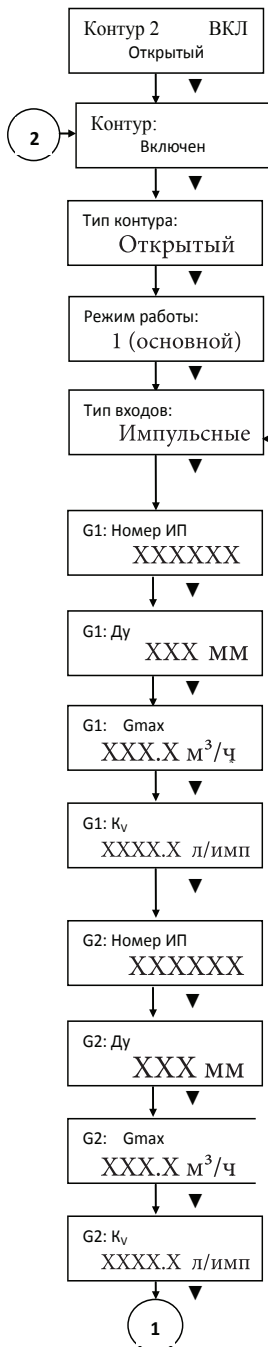 Контур 2 ВКЛ
Открытый
▼
2
Контур:
Включен
▼
Тип контура:
Открытый
▼
Режим работы:
1 (основной)
▼
Тип входов:
Импульсные
▼
G1: Номер ИП
XXXXXX
▼
G1: Ду
XXX мм
▼
G1: Gmax
XXX.X м³/ч
▼
G1: Kv
XXXX.X л/имп
▼
G2: Номер ИП
XXXXXX
▼
G2: Ду
XXX мм
▼
G2: Gmax
XXX.X м³/ч
▼
G2: Kv
XXXX.X л/имп
▼
1